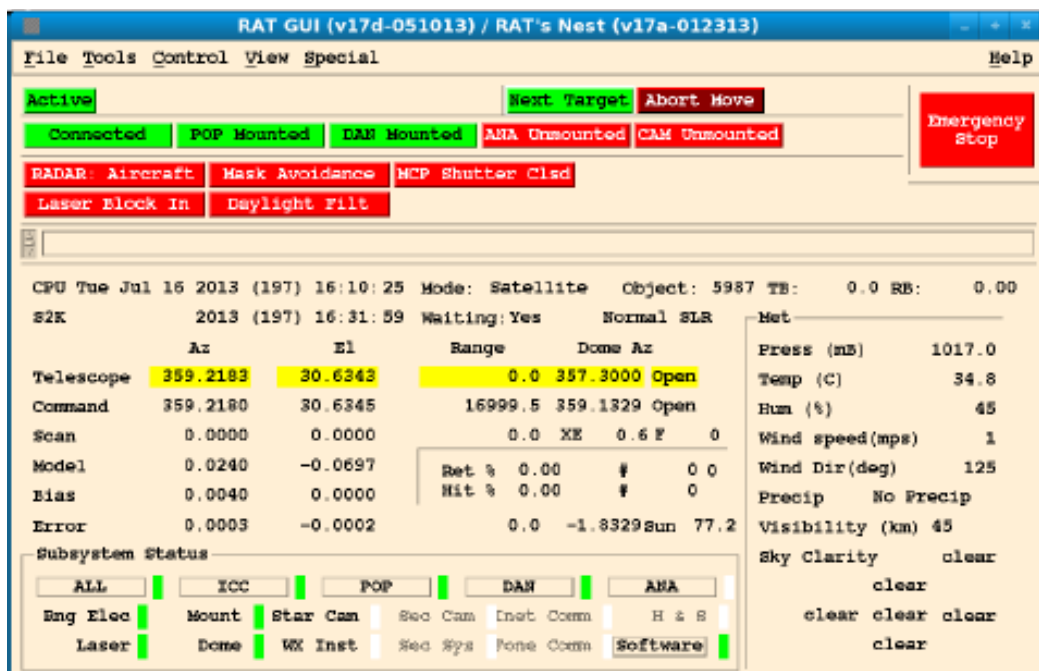 RAT GUI (v17d-051013) / RAT's Nest (v17a-012313)
File Tools Control View Special Help
Active Next Target Abort Move
Emergency Stop
Connected POP Mounted DAN Mounted ANA Unmounted CAM Unmounted
RADAR: Aircraft Mask Avoidance MCP Shutter Clsd
Laser Block In Daylight Filt
CPU Tue Jul 16 2013 (197) 16:10:25 Mode: Satellite Object: 5987 TB: 0.0 RB: 0.00
S2K 2013 (197) 16:31:59 Waiting: Yes Normal SLR Met
Az El Range Dome Az Press (mB) 1017.0
Telescope 359.2183 30.6343 0.0 357.3000 Open Temp (C) 34.8
Command 359.2180 30.6345 16999.5 359.1329 Open Hum (%) 45
Scan 0.0000 0.0000 0.0 XE 0.6 F 0 Wind speed(mps) 1
Model 0.0240 -0.0697 Ret % 0.00 # 0 0 Wind Dir(deg) 125
Bias 0.0040 0.0000 Hit % 0.00 # 0 Precip No Precip
Error 0.0003 -0.0002 0.0 -1.8329 Sun 77.2 Visibility (km) 45
Subsystem Status Sky Clarity clear
ALL ICC POP DAN ANA clear
Rng Elec Mount Star Cam Sec Cam Inst Comm H & S clear clear clear
Laser Dome WX Inst Sec Sys Fone Comm Software clear